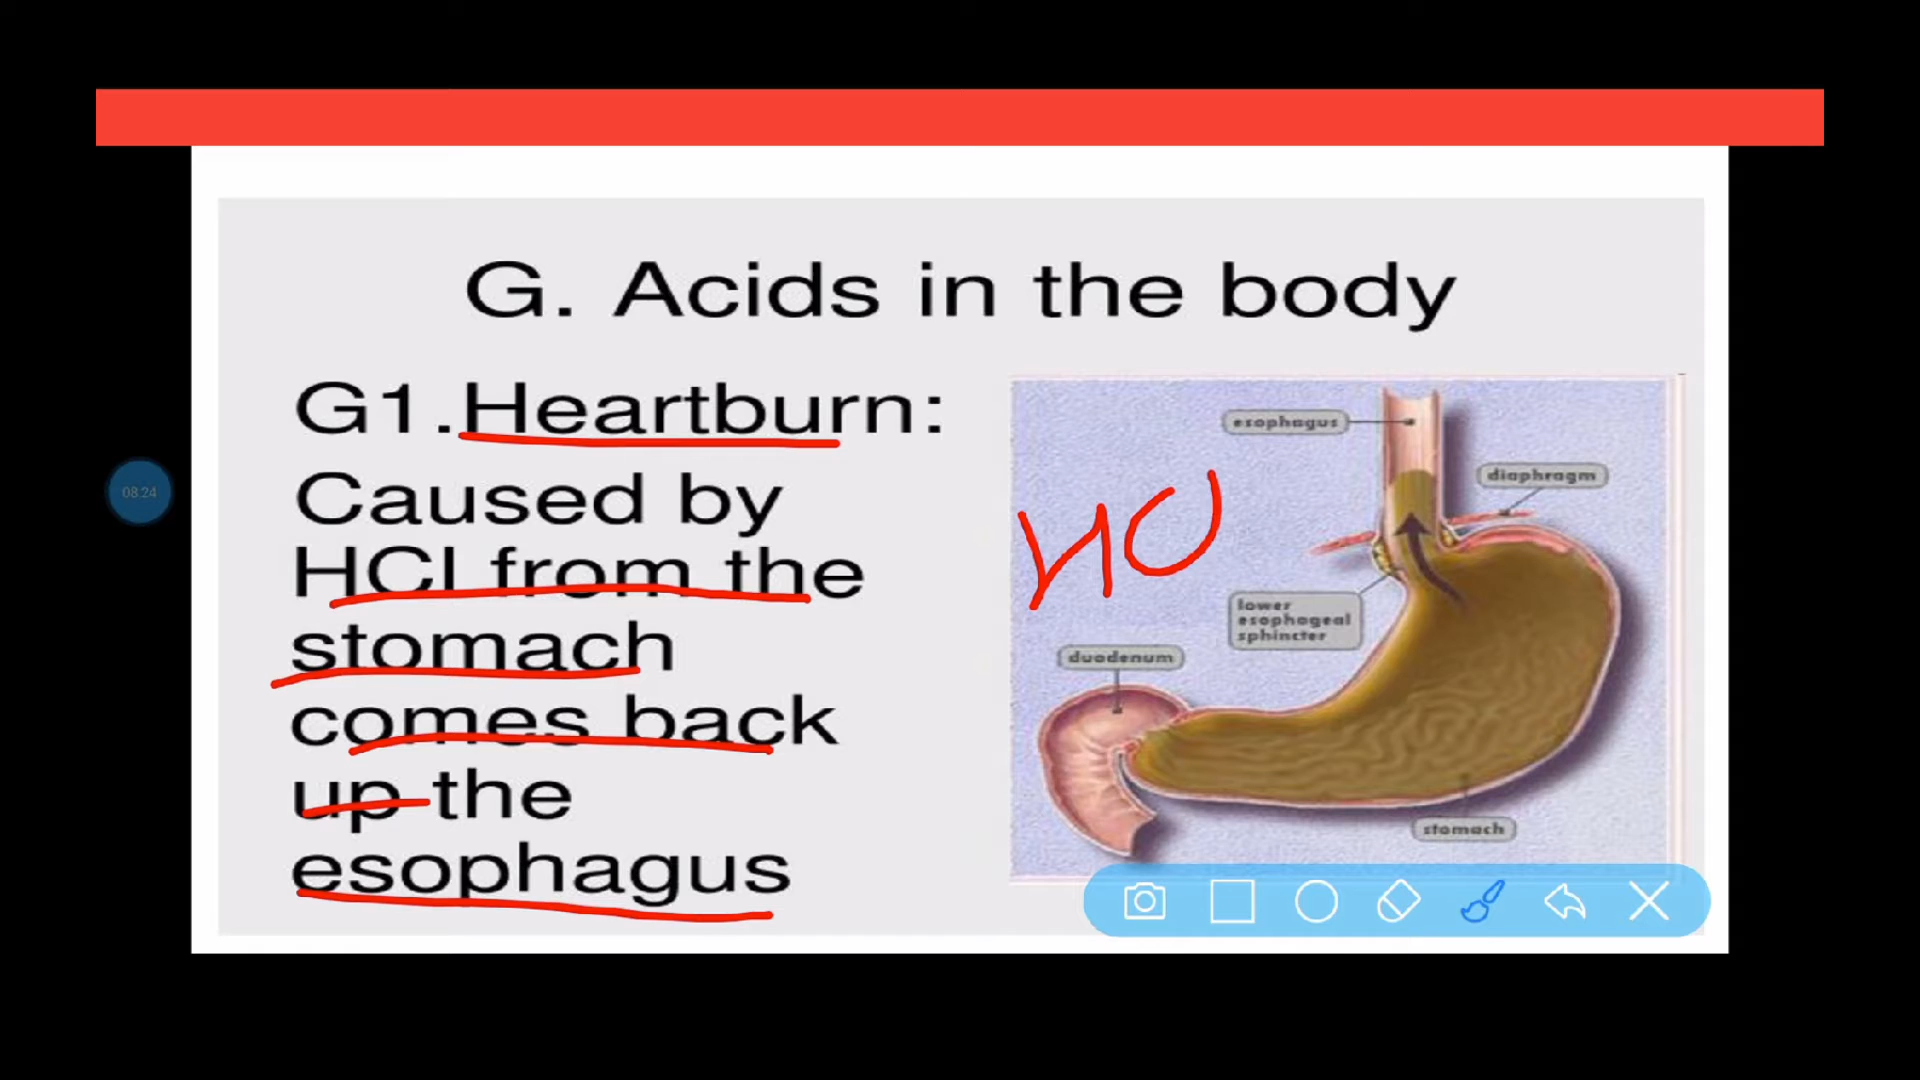 08:24
G. Acids in the body
G1.Heartburn:
Caused by
HCl from the
stomach
comes back
up the
esophagus
esophagus
diaphragm
HCl
lower
esophageal
sphincter
duodenum
stomach